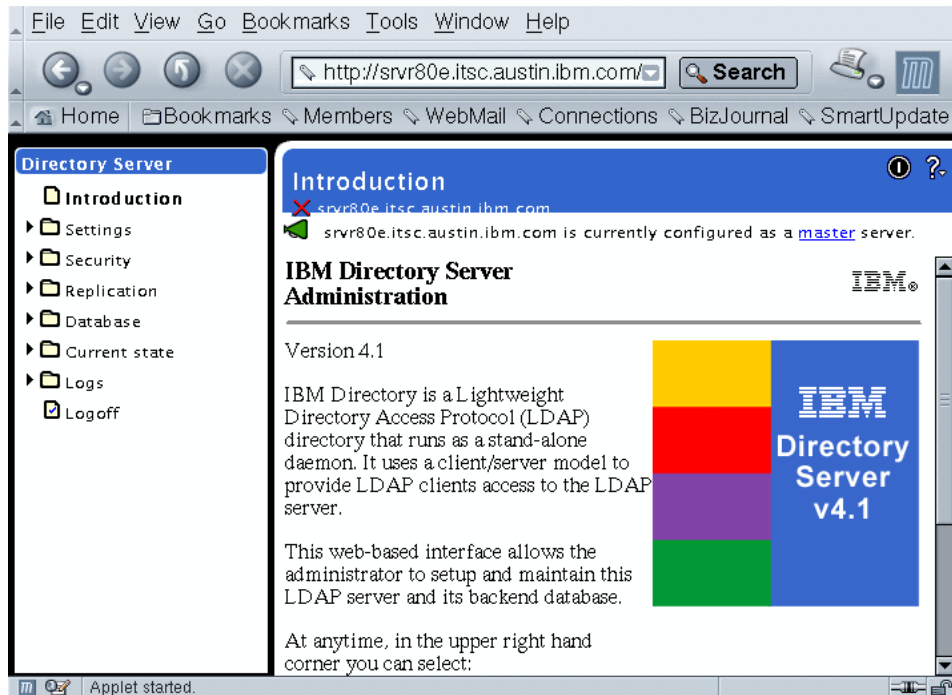 File Edit View Go Bookmarks Tools Window Help
http://srvr80e.itsc.austin.ibm.com/
Search
Home Bookmarks Members WebMail Connections BizJournal SmartUpdate
Directory Server
Introduction
Settings
Security
Replication
Database
Current state
Logs
Logoff
Introduction
srvr80e.itsc.austin.ibm.com
srvr80e.itsc.austin.ibm.com is currently configured as a master server.
IBM Directory Server
Administration
IBM®
Version 4.1
IBM Directory is a Lightweight
Directory Access Protocol (LDAP)
directory that runs as a stand-alone
daemon. It uses a client/server model to
provide LDAP clients access to the LDAP
server.
This web-based interface allows the
administrator to setup and maintain this
LDAP server and its backend database.
At anytime, in the upper right hand
corner you can select:
IBM
Directory
Server
v4.1
Applet started.